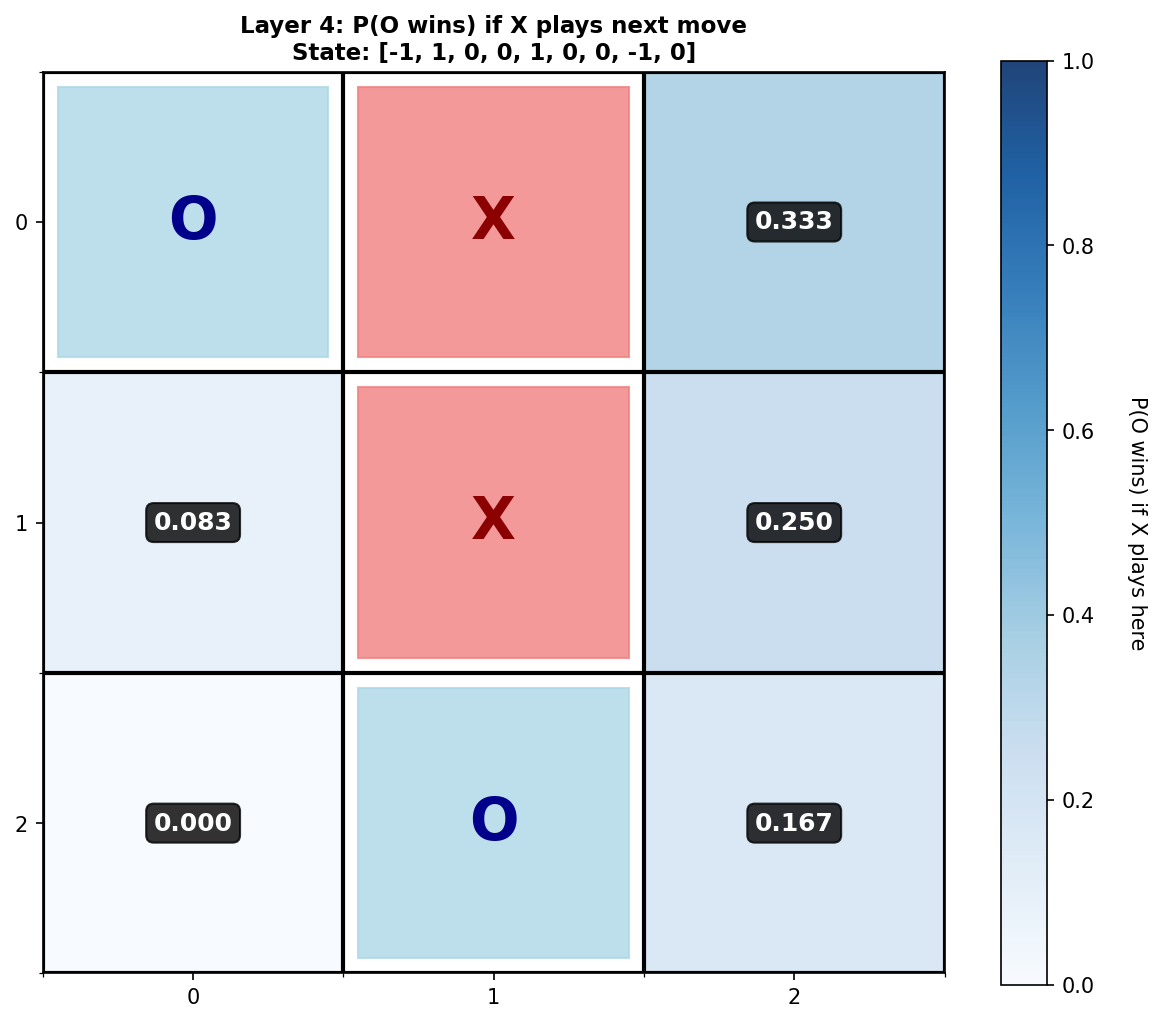 Layer 4: P(O wins) if X plays next move
State: [-1, 1, 0, 0, 1, 0, 0, -1, 0]
0
O
X
0.333
1
0.083
X
0.250
2
0.000
O
0.167
0
1
2
1.0
0.8
0.6
0.4
0.2
0.0
P(O wins) if X plays here